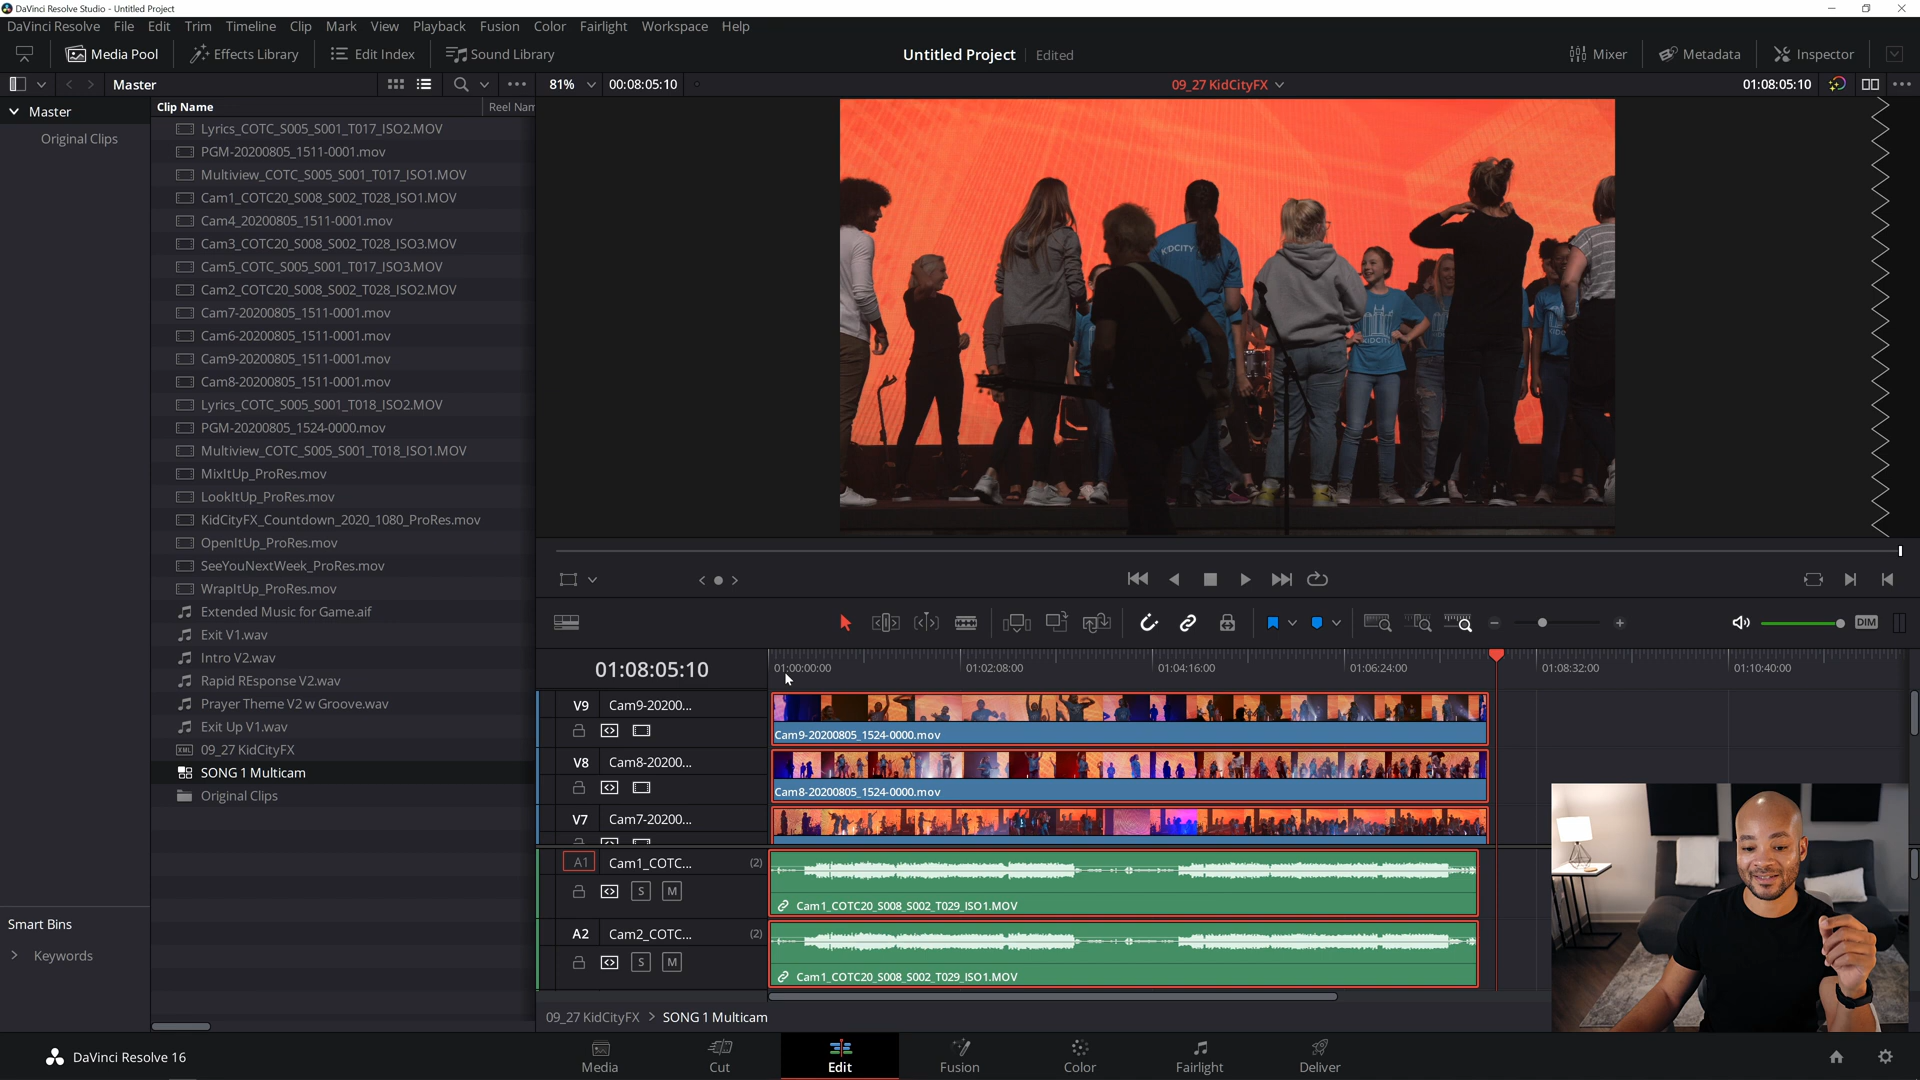 DaVinci Resolve Studio - Untitled Project
DaVinci Resolve File Edit Trim Timeline Clip Mark View Playback Fusion Color Fairlight Workspace Help
Media Pool Effects Library Edit Index Sound Library Untitled Project Edited Mixer Metadata Inspector
Master 81% 00:08:05:10 09_27 KidCityFX 01:08:05:10
Master
Original Clips
Clip Name Reel Nam
Lyrics_COTC_S005_S001_T017_ISO2.MOV
PGM-20200805_1511-0001.mov
Multiview_COTC_S005_S001_T017_ISO1.MOV
Cam1_COTC20_S008_S002_T028_ISO1.MOV
Cam4_20200805_1511-0001.mov
Cam3_COTC20_S008_S002_T028_ISO3.MOV
Cam5_COTC_S005_S001_T017_ISO3.MOV
Cam2_COTC20_S008_S002_T028_ISO2.MOV
Cam7-20200805_1511-0001.mov
Cam6-20200805_1511-0001.mov
Cam9-20200805_1511-0001.mov
Cam8-20200805_1511-0001.mov
Lyrics_COTC_S005_S001_T018_ISO2.MOV
PGM-20200805_1524-0000.mov
Multiview_COTC_S005_S001_T018_ISO1.MOV
MixItUp_ProRes.mov
LookItUp_ProRes.mov
KidCityFX_Countdown_2020_1080_ProRes.mov
OpenItUp_ProRes.mov
SeeYouNextWeek_ProRes.mov
WrapItUp_ProRes.mov
Extended Music for Game.aif
Exit V1.wav
Intro V2.wav
Rapid REsponse V2.wav
Prayer Theme V2 w Groove.wav
Exit Up V1.wav
XML 09_27 KidCityFX
SONG 1 Multicam
Original Clips
Smart Bins
Keywords
KIDCITY
KIDCITY
KIDC
DIM
01:08:05:10 01:00:00:00 01:02:08:00 01:04:16:00 01:06:24:00 01:08:32:00 01:10:40:00
V9 Cam9-20200...
Cam9-20200805_1524-0000.mov
V8 Cam8-20200...
Cam8-20200805_1524-0000.mov
V7 Cam7-20200...
A1 Cam1_COTC... (2)
S M
Cam1_COTC20_S008_S002_T029_ISO1.MOV
A2 Cam2_COTC... (2)
S M
Cam1_COTC20_S008_S002_T029_ISO1.MOV
09_27 KidCityFX > SONG 1 Multicam
DaVinci Resolve 16
Media Cut Edit Fusion Color Fairlight Deliver